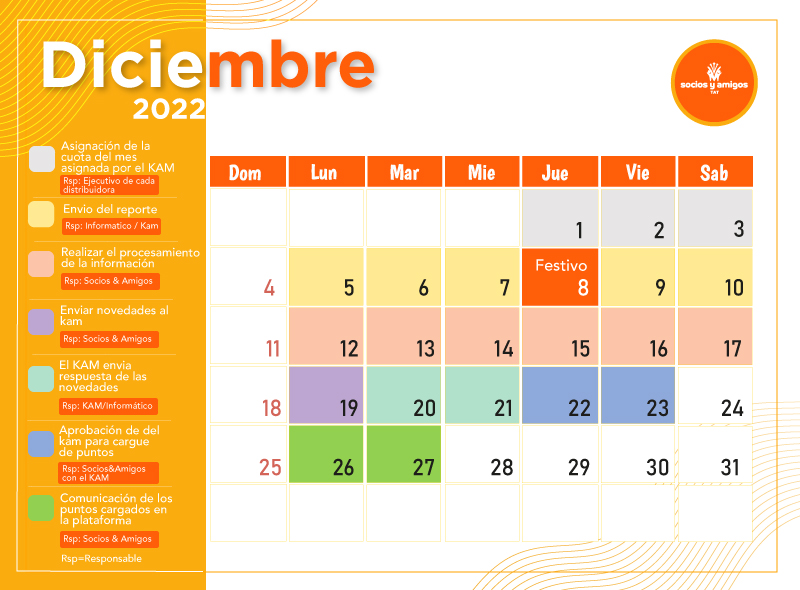 Diciembre
2022
socios y amigos
TAT
Asignación de la
cuota del mes
asignada por el KAM
Rsp: Ejecutivo de cada
distribuidora
Envio del reporte
Rsp: Informatico / Kam
Realizar el procesamiento
de la información
Rsp: Socios & Amigos
Enviar novedades al
kam
Rsp: Socios & Amigos
El KAM envia
respuesta de las
novedades
Rsp: KAM/Informático
Aprobación de del
kam para cargue
de puntos
Rsp: Socios&Amigos
con el KAM
Comunicación de los
puntos cargados en
la plataforma
Rsp: Socios & Amigos
Rsp=Responsable
Dom Lun Mar Mie Jue Vie Sab
1 2 3
Festivo
4 5 6 7 8 9 10
11 12 13 14 15 16 17
18 19 20 21 22 23 24
25 26 27 28 29 30 31